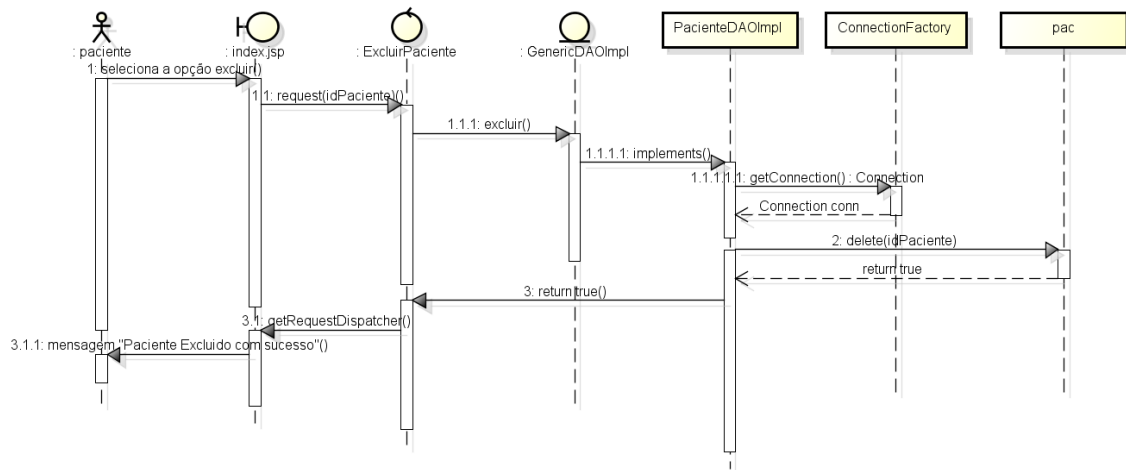 PacienteDAOImpl
ConnectionFactory
pac
: paciente
: index.jsp
: ExcluirPaciente
: GenericDAOImpl
1: seleciona a opção excluir()
1.1: request(idPaciente)()
1.1.1: excluir()
1.1.1.1: implements()
1.1.1.1.1: getConnection() : Connection
Connection conn
2: delete(idPaciente)
return true
3: return true()
3.1: getRequestDispatcher()
3.1.1: mensagem "Paciente Excluido com sucesso"()